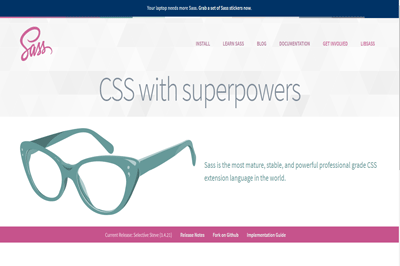 Your laptop needs more Sass. Grab a set of Sass stickers now.
Sass
INSTALL LEARN SASS BLOG DOCUMENTATION GET INVOLVED LIBSASS
CSS with superpowers
Sass is the most mature, stable, and powerful professional grade CSS
extension language in the world.
Current Release: Selective Steve (3.4.21) Release Notes Fork on Github Implementation Guide